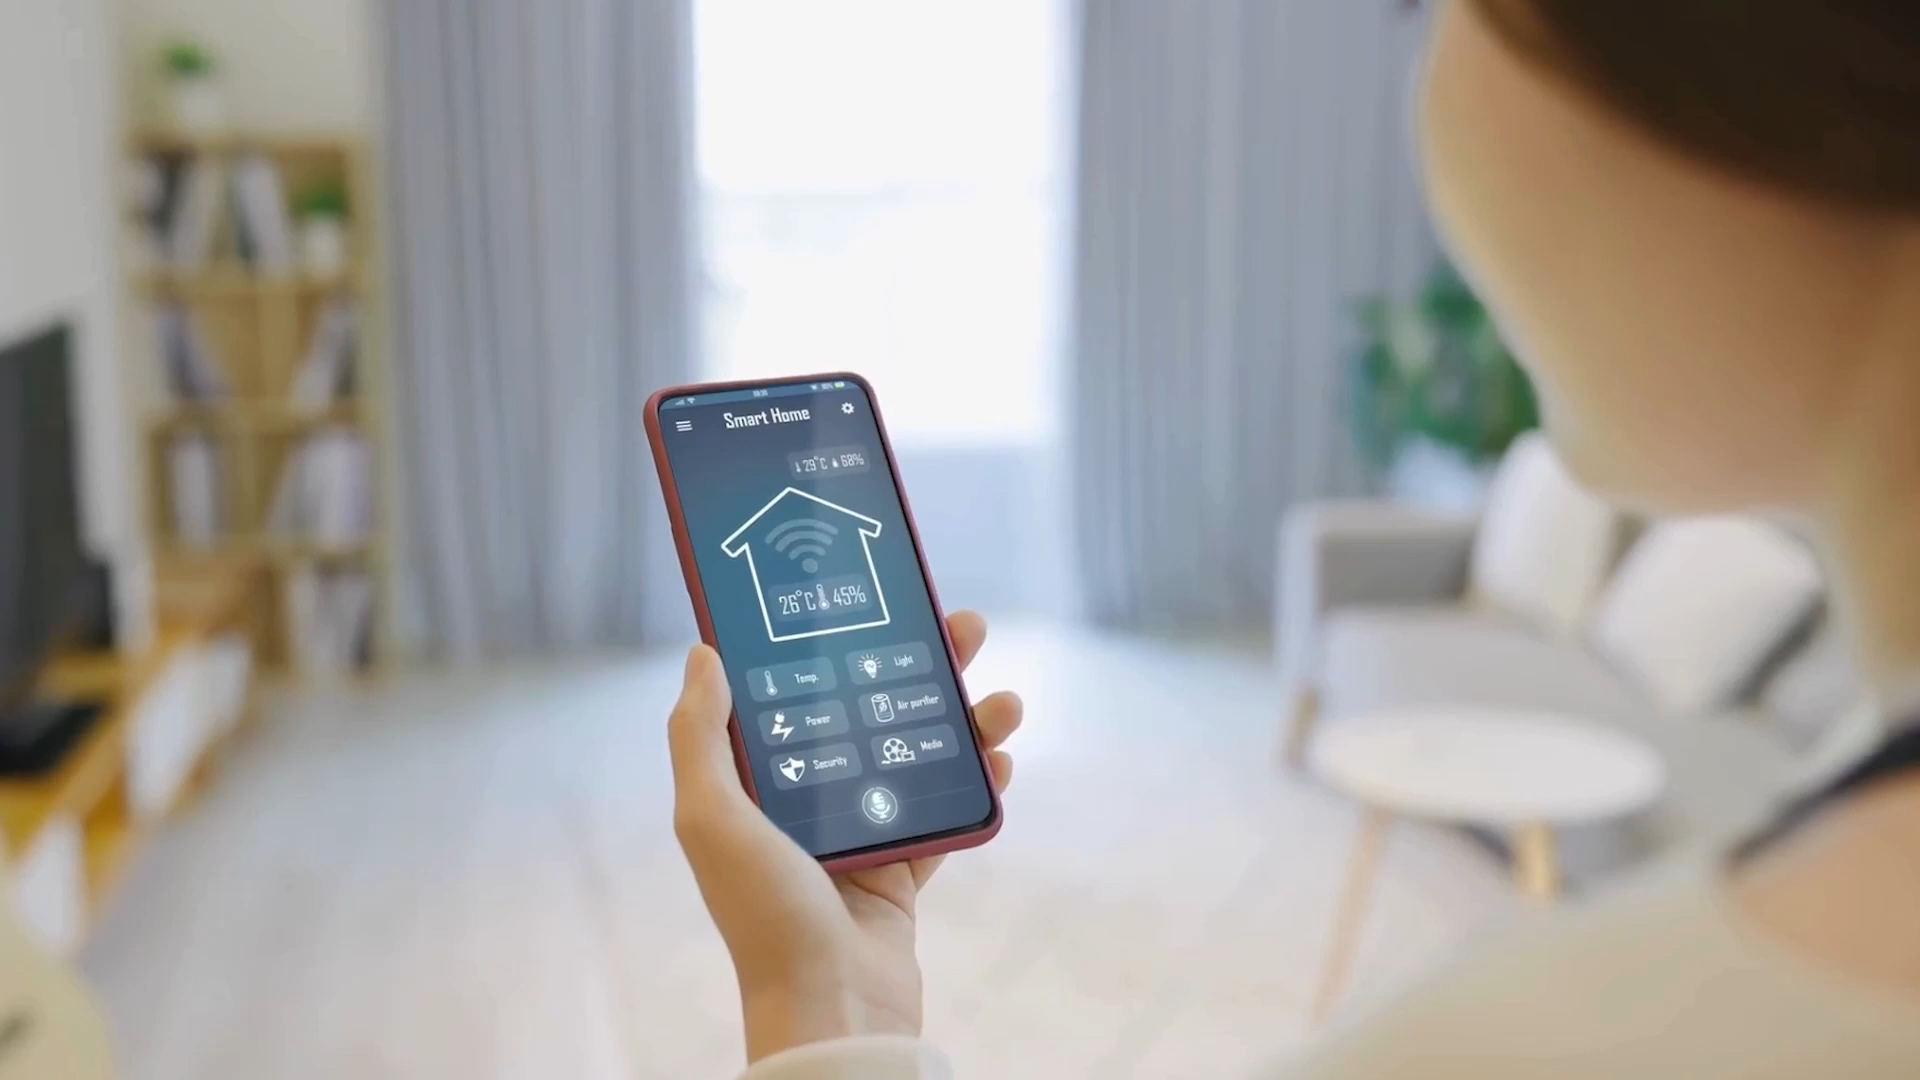 Smart Home
29°C 68%
26°C 45%
Temp. Light
Power Air purifier
Security Media